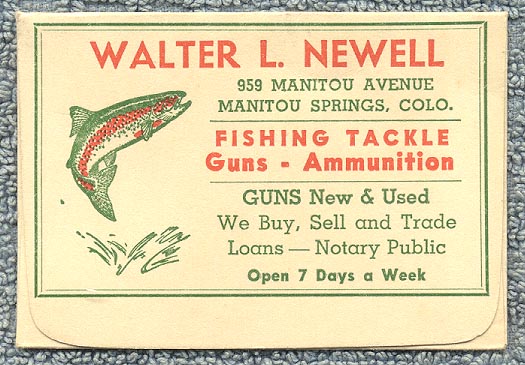 WALTER L. NEWELL
959 MANITOU AVENUE
MANITOU SPRINGS, COLO.
FISHING TACKLE
Guns - Ammunition
GUNS New & Used
We Buy, Sell and Trade
Loans — Notary Public
Open 7 Days a Week